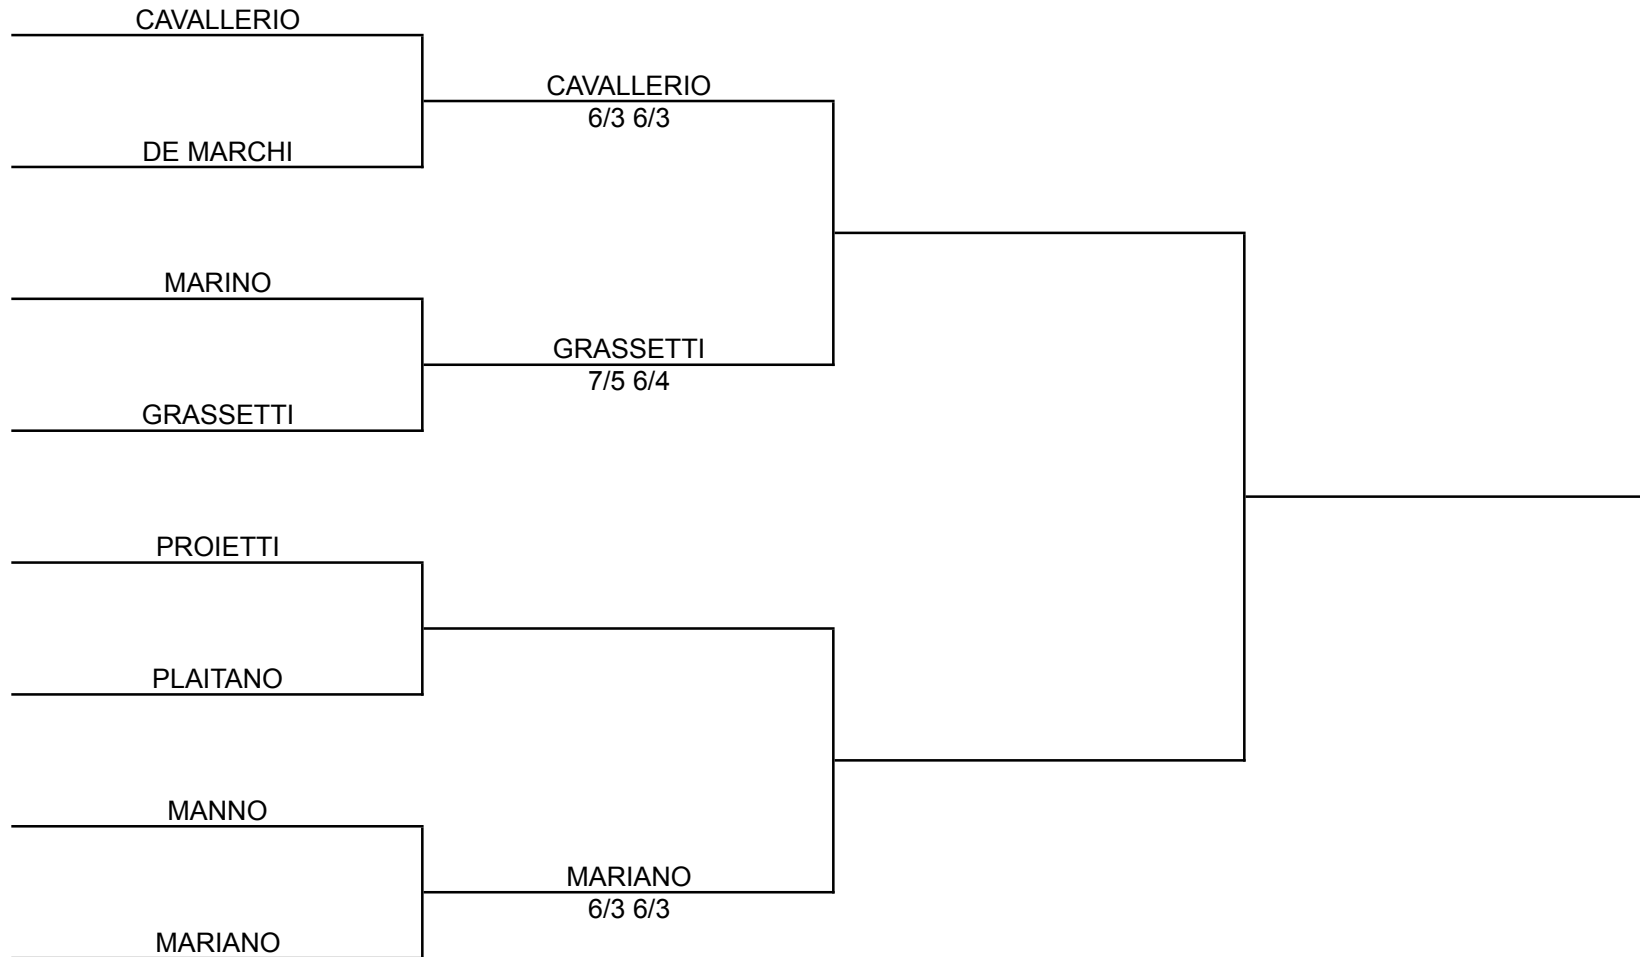 CAVALLERIO
CAVALLERIO
6/3 6/3
DE MARCHI
MARINO
GRASSETTI
7/5 6/4
GRASSETTI
PROIETTI
PLAITANO
MANNO
MARIANO
6/3 6/3
MARIANO